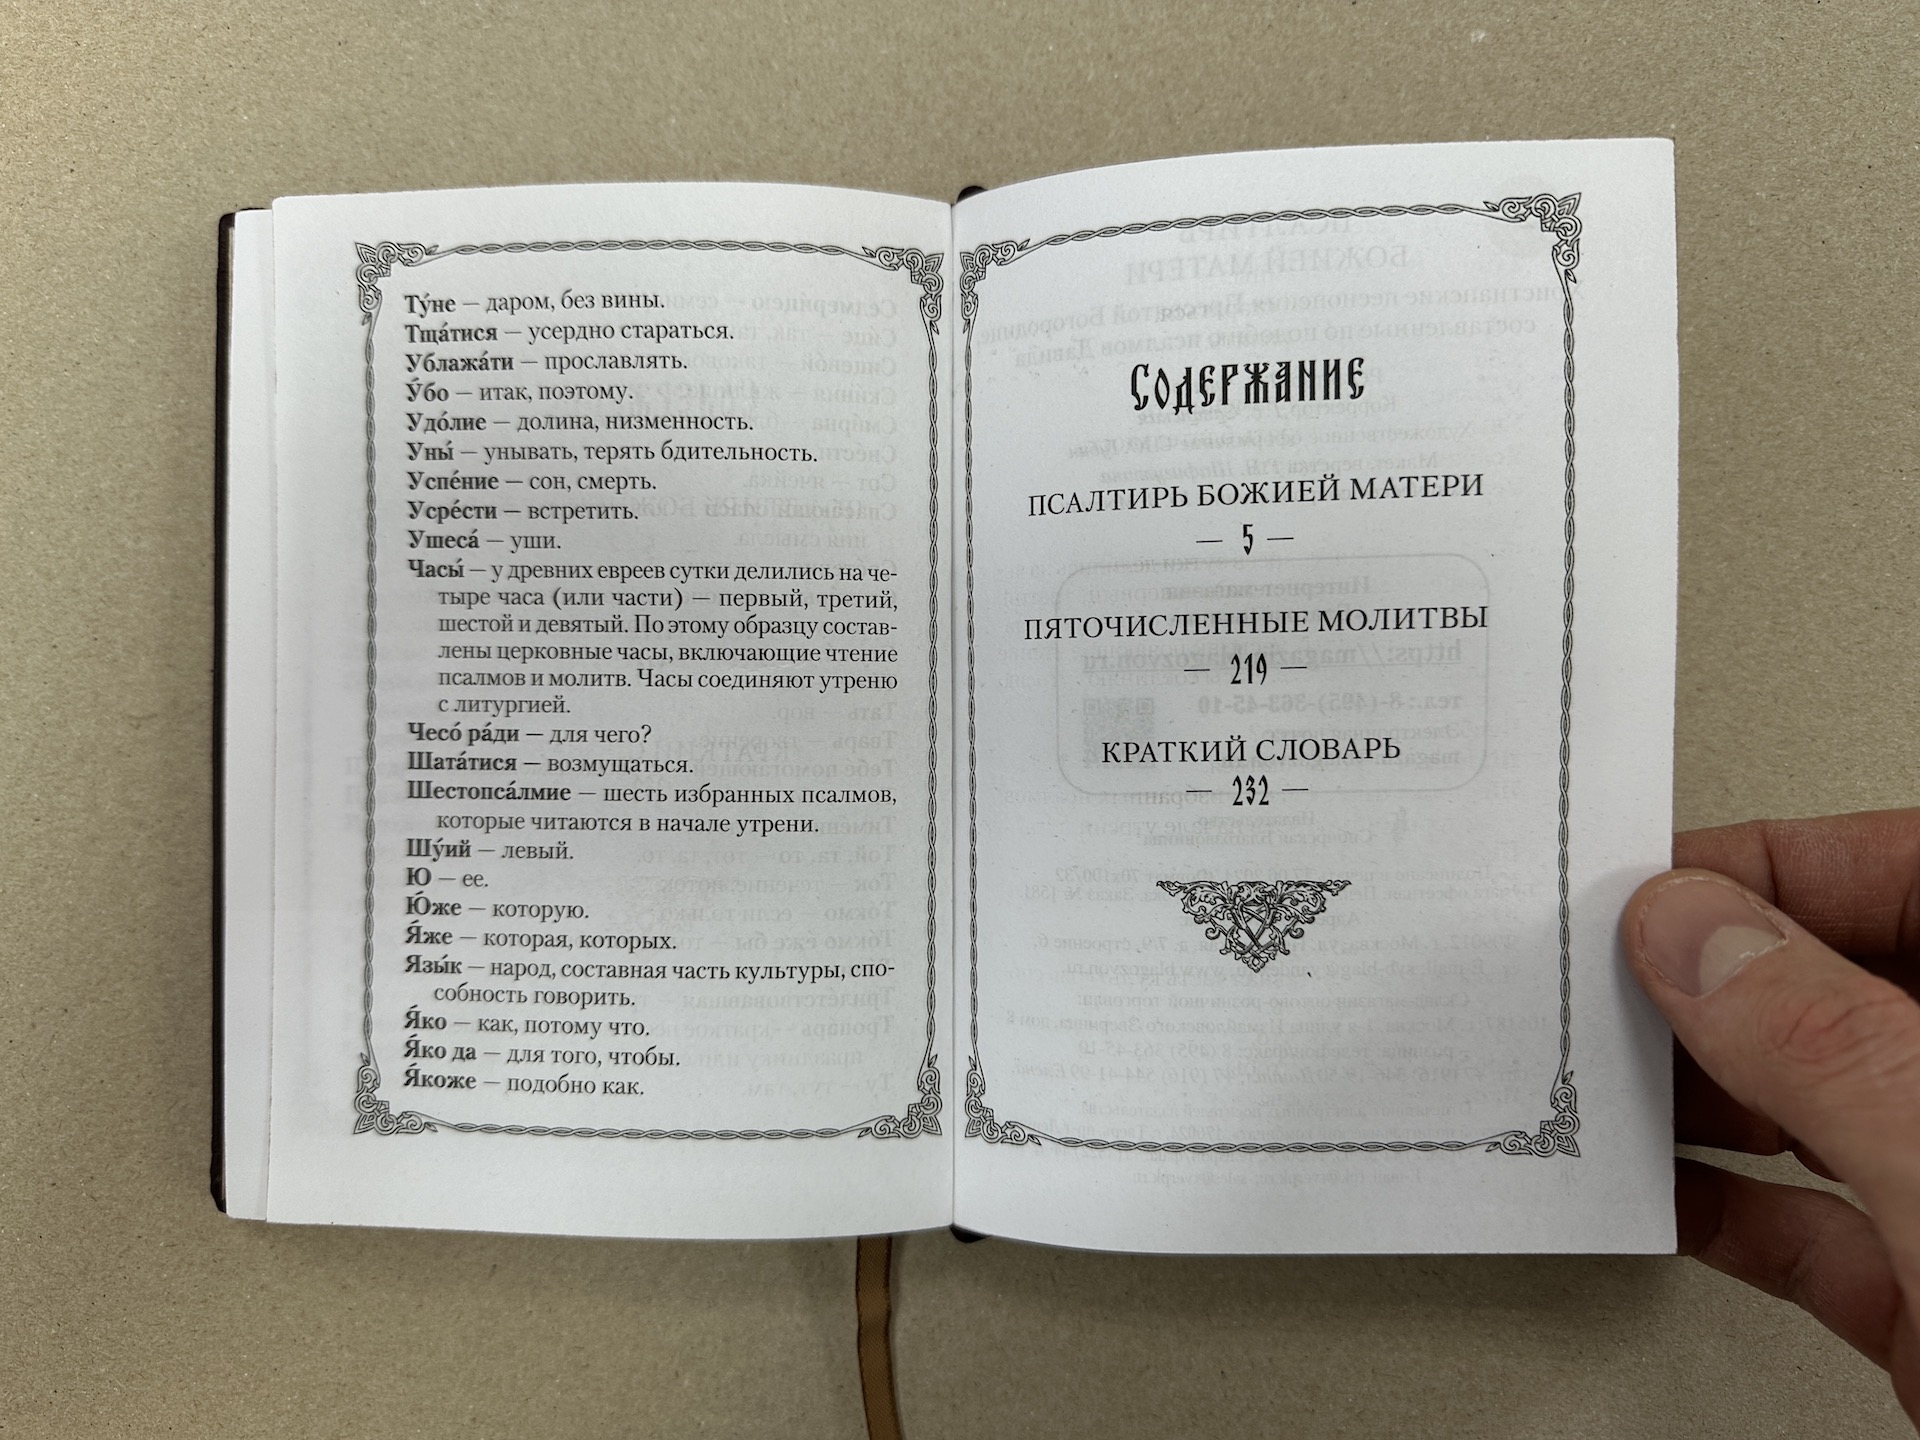 Ту́не — даром, без вины.
Тща́тися — усердно стараться.
Ублажа́ти — прославлять.
У́бо — итак, поэтому.
Удо́лие — долина, низменность.
Уны́ — унывать, терять бдительность.
Успе́ние — сон, смерть.
Усре́сти — встретить.
Ушеса́ — уши.
Часы́ — у древних евреев сутки делились на че-
тыре часа (или части) — первый, третий,
шестой и девятый. По этому образцу состав-
лены церковные часы, включающие чтение
псалмов и молитв. Часы соединяют утреню
с литургией.
Чесо́ ра́ди — для чего?
Шата́тися — возмущаться.
Шестопса́лмие — шесть избранных псалмов,
которые читаются в начале утрени.
Шу́ий — левый.
Ю — ее.
Ю́же — которую.
Я́же — которая, которых.
Язы́к — народ, составная часть культуры, спо-
собность говорить.
Я́ко — как, потому что.
Я́ко да — для того, чтобы.
Я́коже — подобно как.
Содержание
ПСАЛТИРЬ БОЖИЕЙ МАТЕРИ
— 5 —
ПЯТОЧИСЛЕННЫЕ МОЛИТВЫ
— 219 —
КРАТКИЙ СЛОВАРЬ
— 232 —